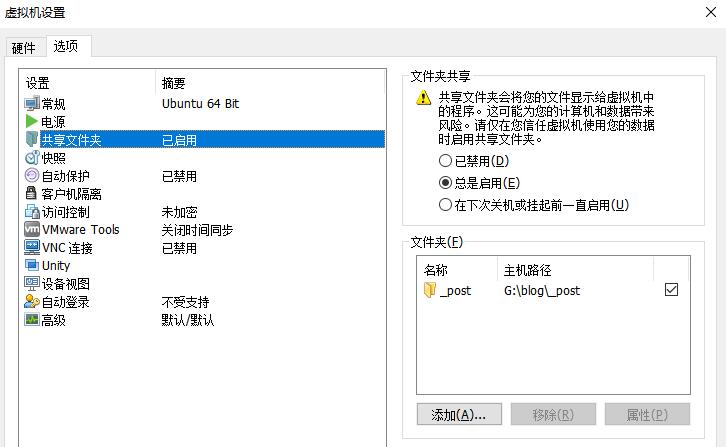 虚拟机设置
硬件 选项
设置 摘要
常规 Ubuntu 64 Bit
电源
共享文件夹 已启用
快照
自动保护 已禁用
客户机隔离
访问控制 未加密
VMware Tools 关闭时间同步
VNC 连接 已禁用
Unity
设备视图
自动登录 不受支持
高级 默认/默认
文件夹共享
共享文件夹会将您的文件显示给虚拟机中
的程序。这可能为您的计算机和数据带来
风险。请仅在您信任虚拟机使用您的数据
时启用共享文件夹。
已禁用(D)
总是启用(E)
在下次关机或挂起前一直启用(U)
文件夹(F)
名称 主机路径
_post G:\blog\_post
添加(A)... 移除(R) 属性(P)